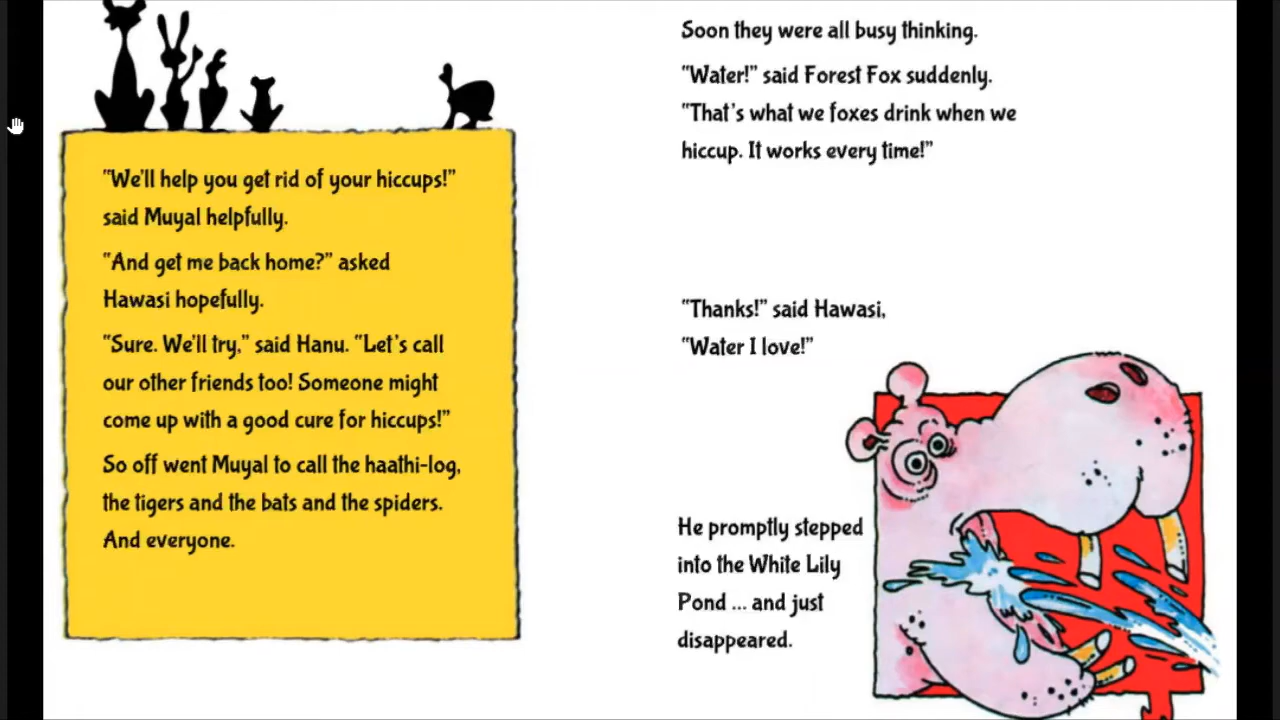 "We'll help you get rid of your hiccups!"
said Muyal helpfully.
"And get me back home?" asked
Hawasi hopefully.
"Sure. We'll try," said Hanu. "Let's call
our other friends too! Someone might
come up with a good cure for hiccups!"
So off went Muyal to call the haathi-log,
the tigers and the bats and the spiders.
And everyone.
Soon they were all busy thinking.
"Water!" said Forest Fox suddenly.
"That's what we foxes drink when we
hiccup. It works every time!"
"Thanks!" said Hawasi,
"Water I love!"
He promptly stepped
into the White Lily
Pond ... and just
disappeared.